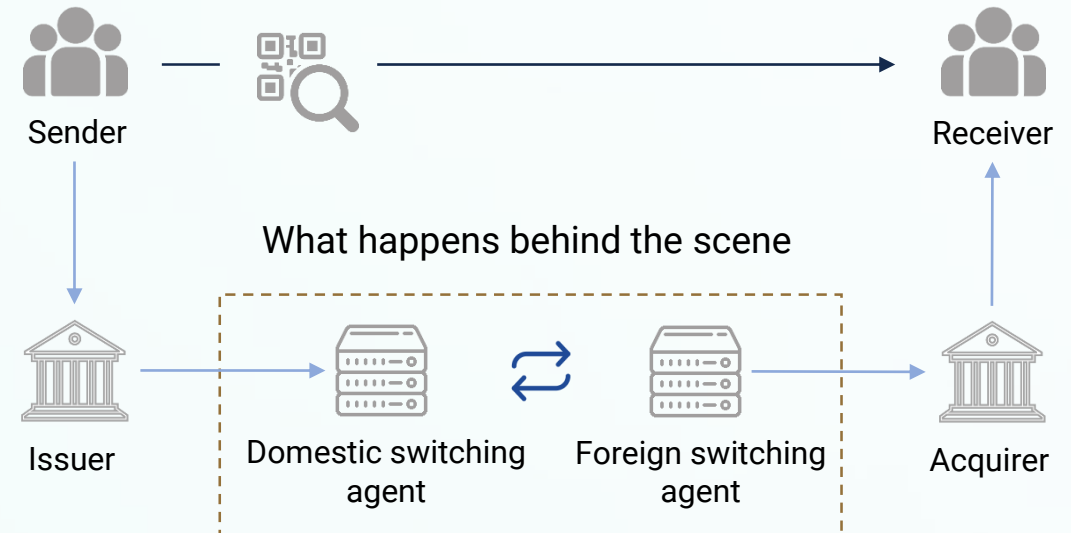 Sender
Receiver
What happens behind the scene
Issuer
Domestic switching
agent
Foreign switching
agent
Acquirer